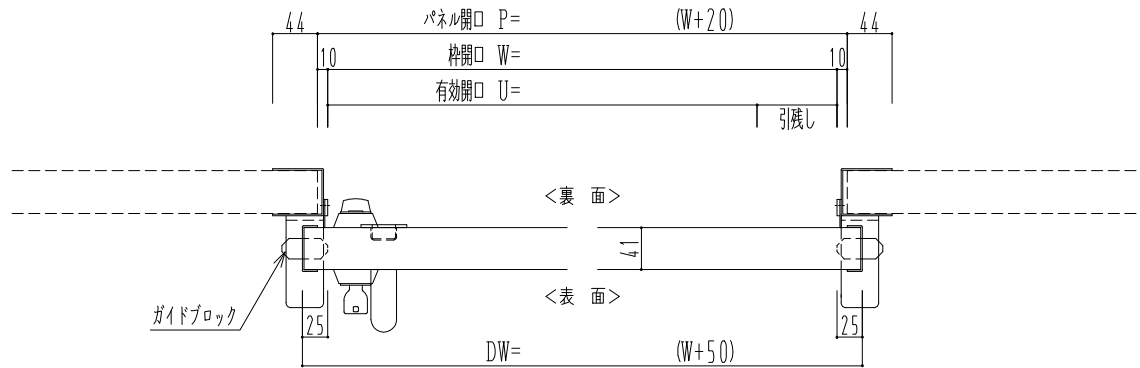 44 パネル開口 P= (W+20) 44
10 枠開口 W= 10
有効開口 U=
引残し
<裏 面>
41
<表 面>
ガイドブロック
25 25
DW= (W+50)